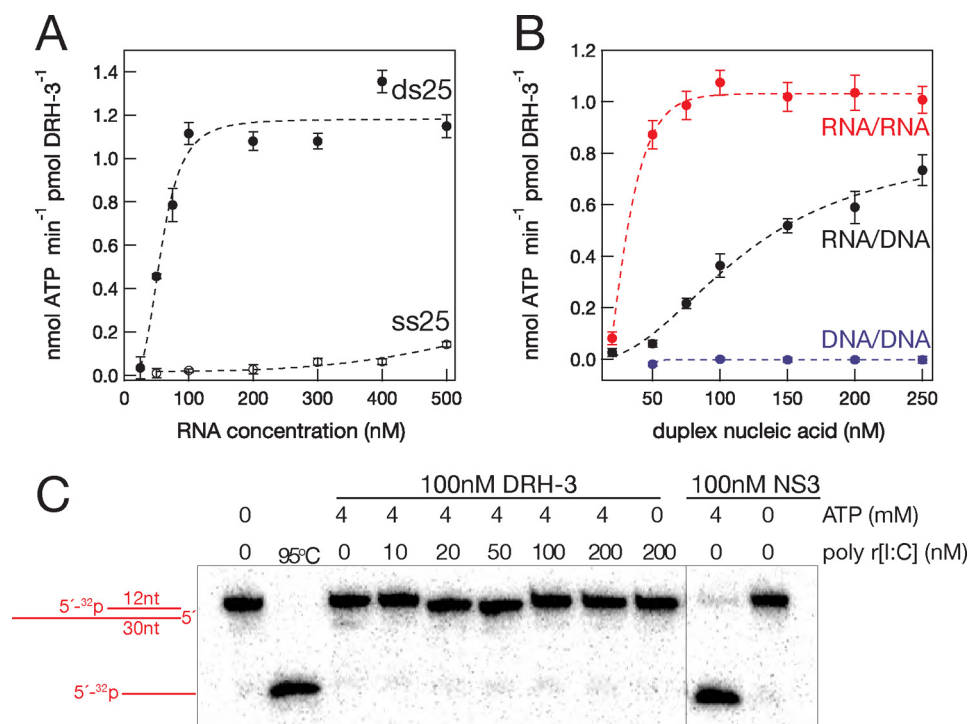 A
nmol ATP min⁻¹ pmol DRH-3⁻¹
1.4
1.2
1.0
0.8
0.6
0.4
0.2
0.0
ds25
ss25
0 100 200 300 400 500
RNA concentration (nM)
B
nmol ATP min⁻¹ pmol DRH-3⁻¹
1.2
1.0
0.8
0.6
0.4
0.2
0.0
RNA/RNA
RNA/DNA
DNA/DNA
50 100 150 200 250
duplex nucleic acid (nM)
C
100nM DRH-3 100nM NS3
0 4 4 4 4 4 4 0 4 0 ATP (mM)
0 95°C 0 10 20 50 100 200 200 0 0 poly r[I:C] (nM)
5´-³²p 12nt
30nt 5´
5´-³²p